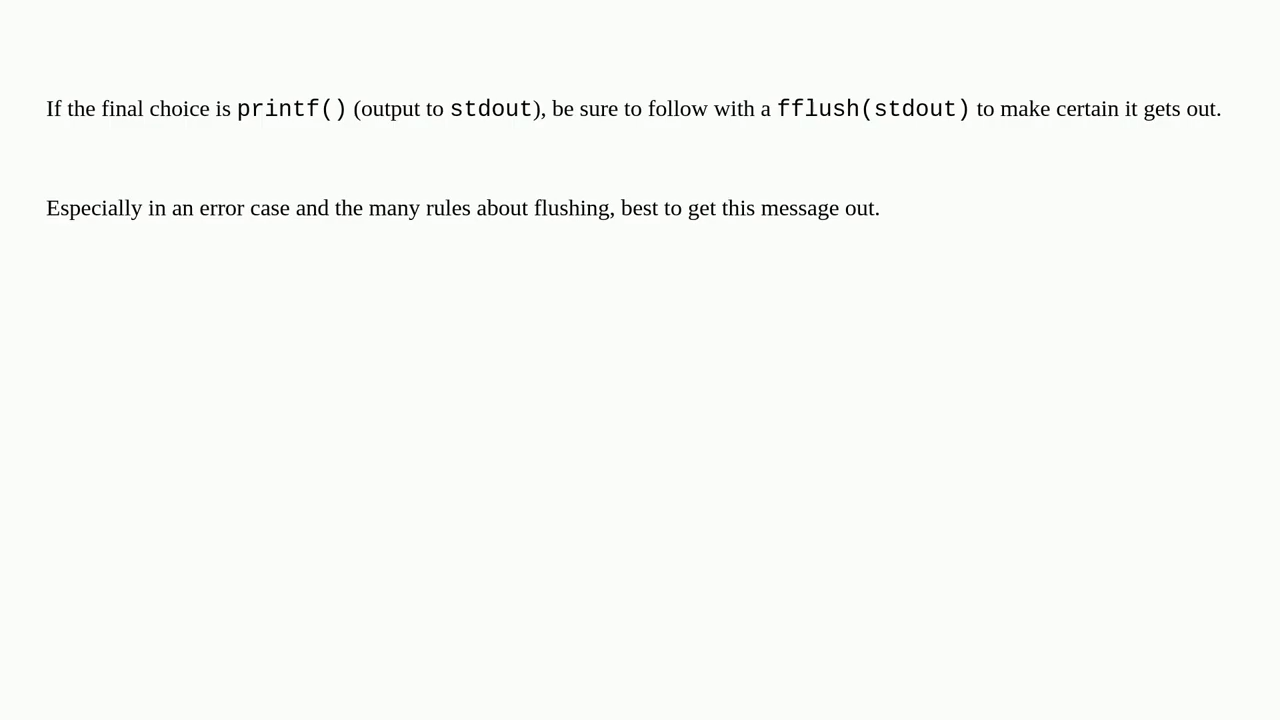 If the final choice is printf() (output to stdout), be sure to follow with a fflush(stdout) to make certain it gets out.
Especially in an error case and the many rules about flushing, best to get this message out.